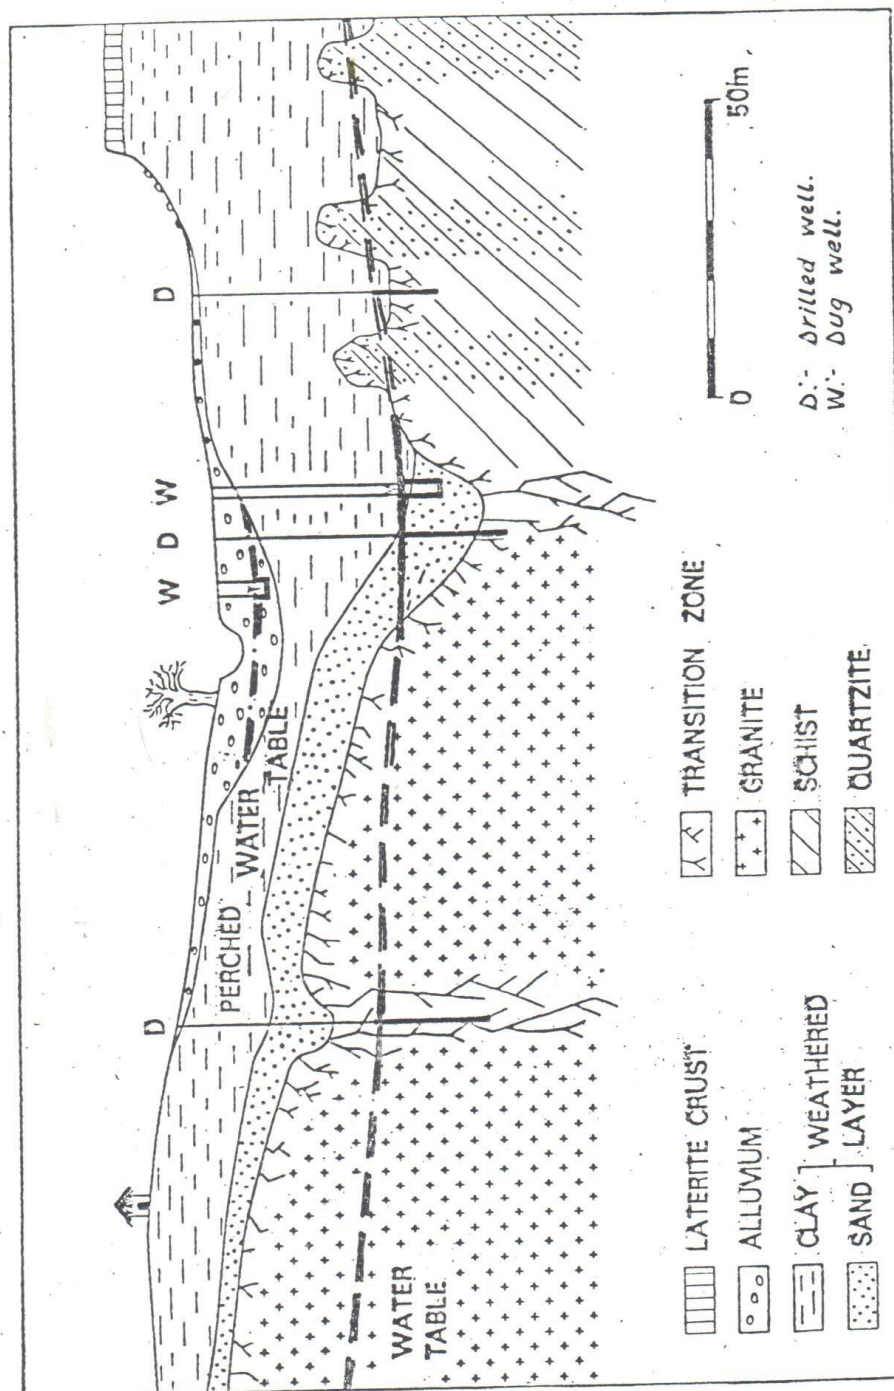 D
W D W
D
PERCHED
WATER
TABLE
WATER
TABLE
LATERITE CRUST
ALLUVIUM
CLAY
SAND
WEATHERED
LAYER
TRANSITION ZONE
GRANITE
SCHIST
QUARTZITE
0
50m
D:- Drilled well.
W:- Dug well.